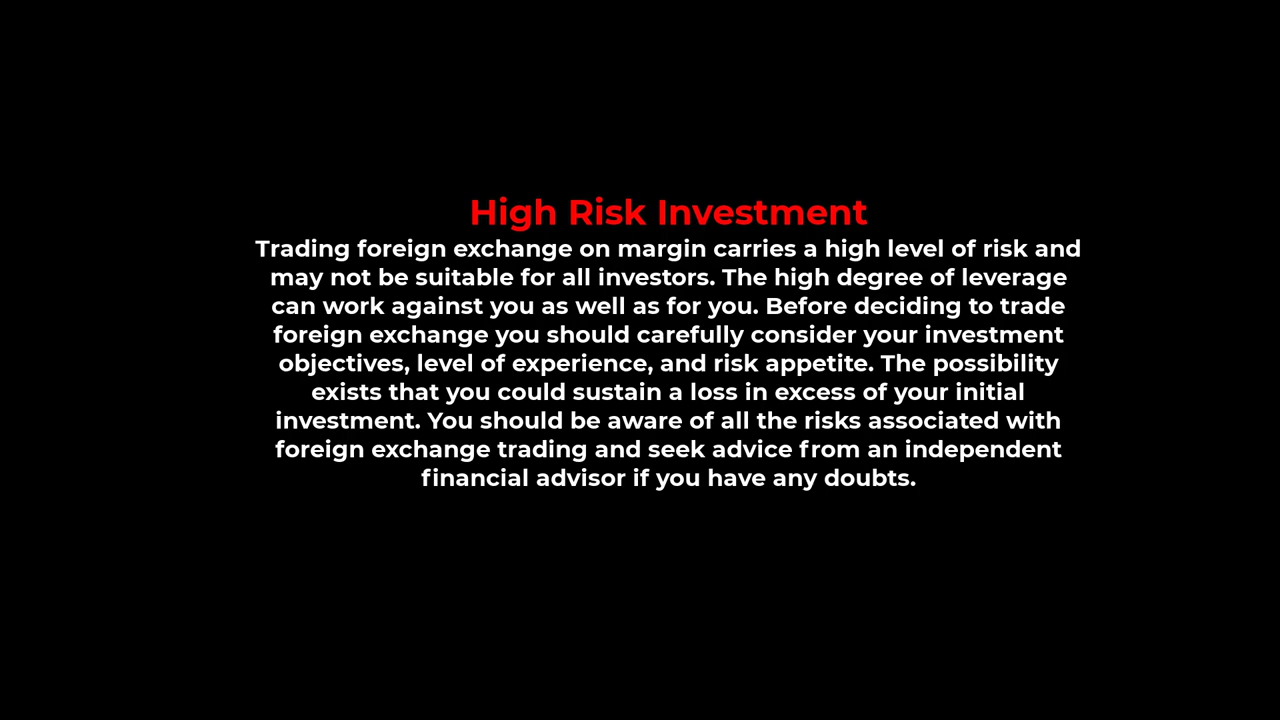 High Risk Investment
Trading foreign exchange on margin carries a high level of risk and
may not be suitable for all investors. The high degree of leverage
can work against you as well as for you. Before deciding to trade
foreign exchange you should carefully consider your investment
objectives, level of experience, and risk appetite. The possibility
exists that you could sustain a loss in excess of your initial
investment. You should be aware of all the risks associated with
foreign exchange trading and seek advice from an independent
financial advisor if you have any doubts.